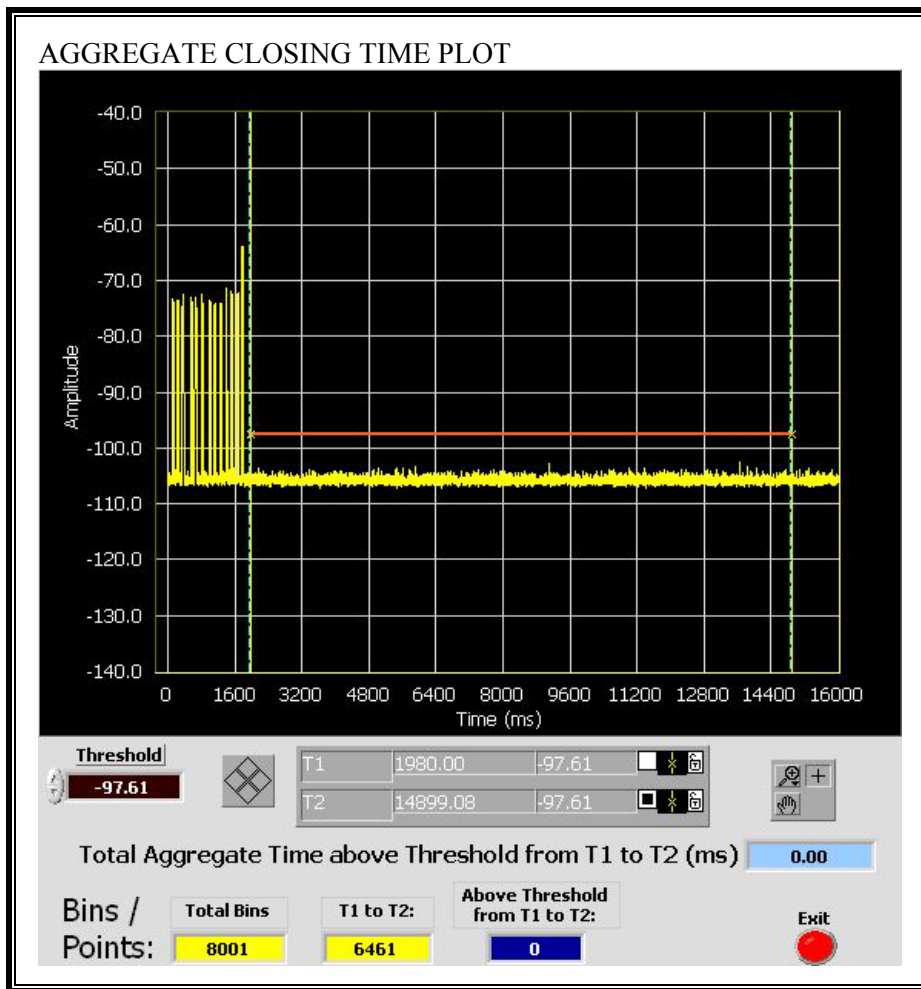 AGGREGATE CLOSING TIME PLOT
-40.0
-50.0
-60.0
-70.0
-80.0
-90.0
-100.0
-110.0
-120.0
-130.0
-140.0
Amplitude
0 1600 3200 4800 6400 8000 9600 11200 12800 14400 16000
Time (ms)
Threshold
-97.61
T1 1980.00 -97.61
T2 14899.08 -97.61
Total Aggregate Time above Threshold from T1 to T2 (ms) 0.00
Bins /
Points:
Total Bins
8001
T1 to T2:
6461
Above Threshold
from T1 to T2:
0
Exit